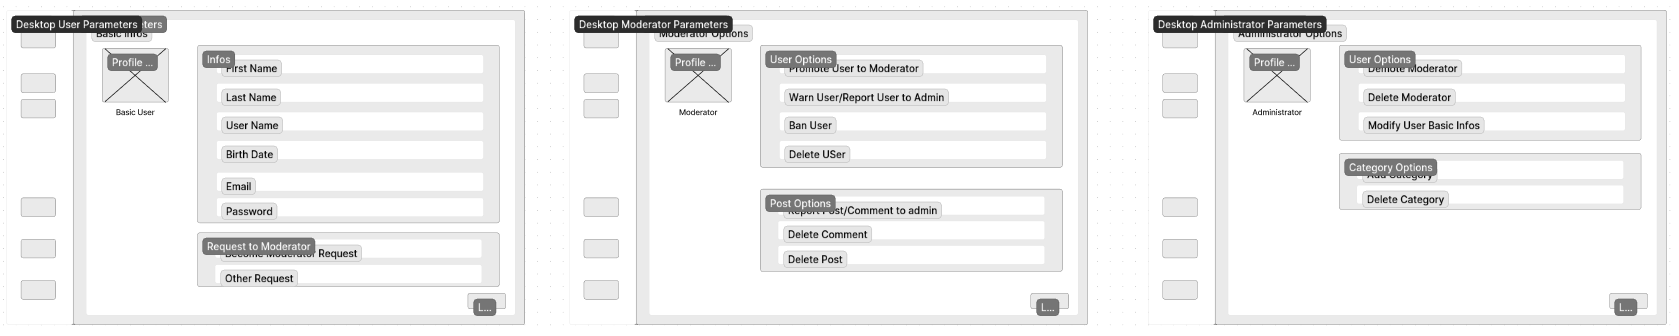 Desktop User Parameters
Basic Infos
Profile ...
Basic User
Infos
First Name
Last Name
User Name
Birth Date
Email
Password
Request to Moderator
Become Moderator Request
Other Request
L...
Desktop Moderator Parameters
Moderator Options
Profile ...
Moderator
User Options
Promote User to Moderator
Warn User/Report User to Admin
Ban User
Delete USer
Post Options
Report Post/Comment to admin
Delete Comment
Delete Post
L...
Desktop Administrator Parameters
Administrator Options
Profile ...
Administrator
User Options
Demote Moderator
Delete Moderator
Modify User Basic Infos
Category Options
Add Category
Delete Category
L...